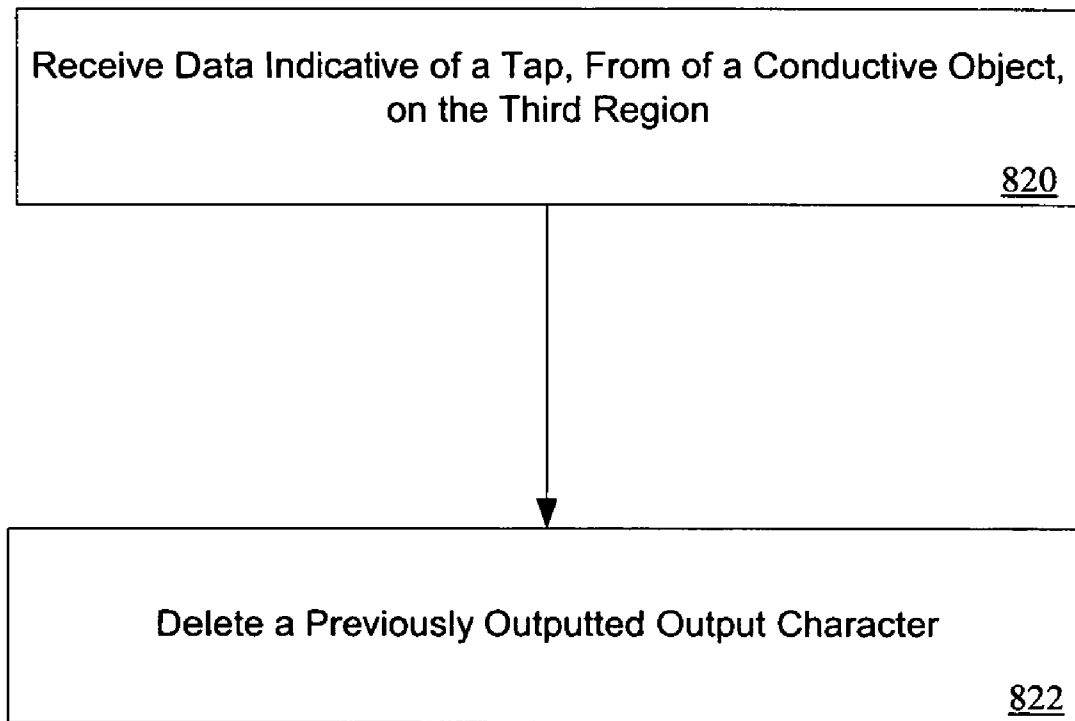 Receive Data Indicative of a Tap, From of a Conductive Object,
on the Third Region
820
Delete a Previously Outputted Output Character
822